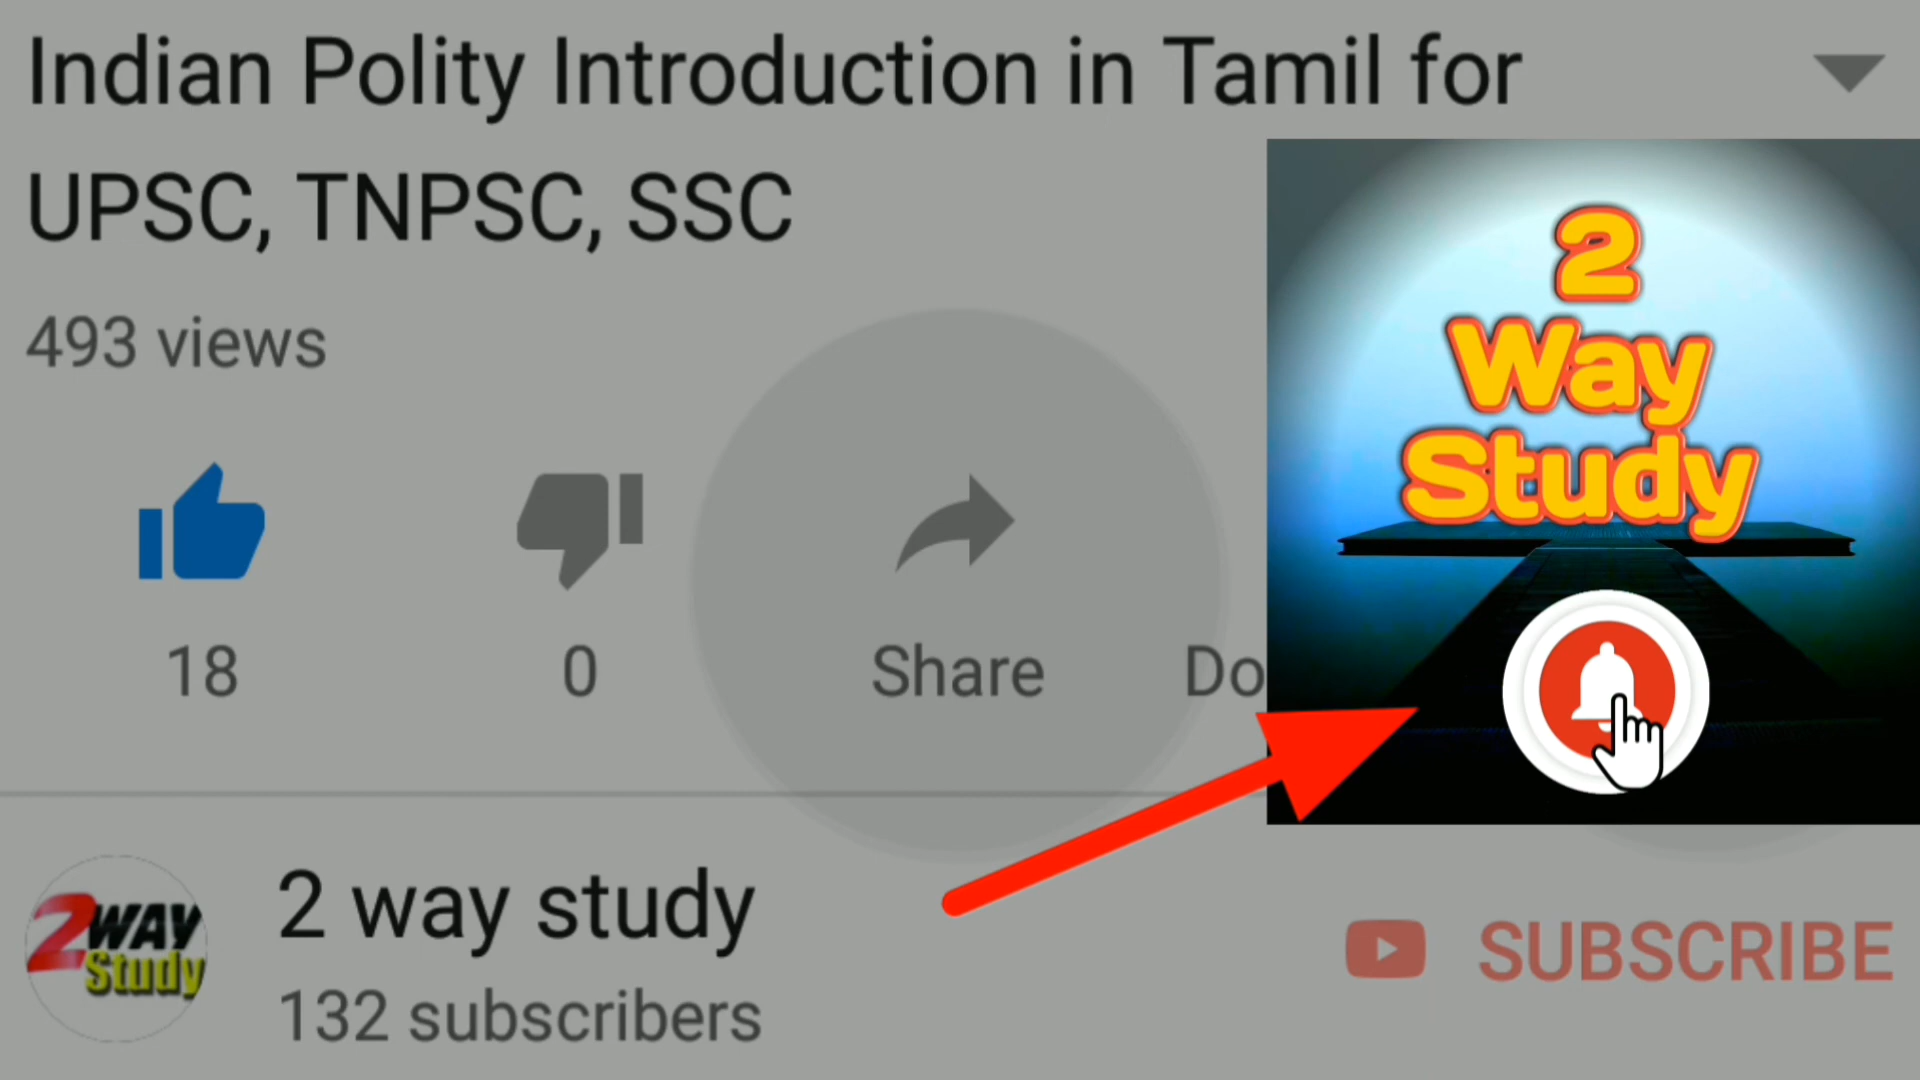 Indian Polity Introduction in Tamil for
UPSC, TNPSC, SSC
493 views
18
0
Share
Do
2
Way
Study
2WAY
Study
2 way study
132 subscribers
SUBSCRIBE